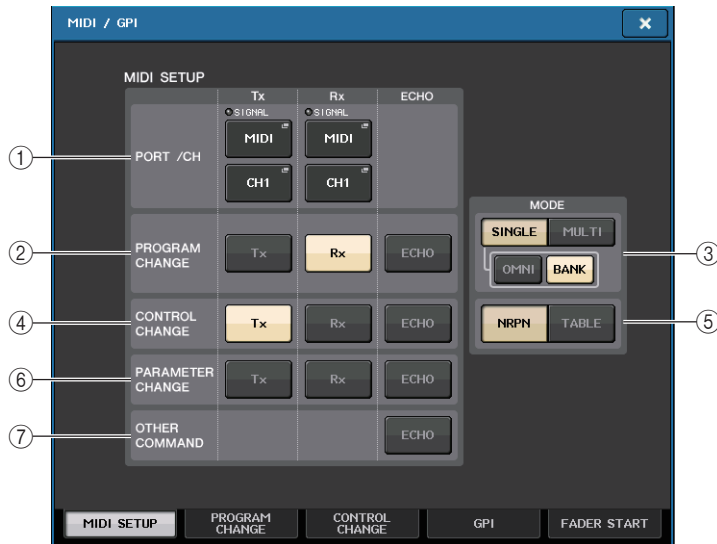 MIDI / GPI
×
MIDI SETUP
Tx Rx ECHO
SIGNAL SIGNAL
① PORT /CH MIDI MIDI
CH1 CH1
MODE
② PROGRAM CHANGE Tx Rx ECHO
SINGLE MULTI ③
OMNI BANK
④ CONTROL CHANGE Tx Rx ECHO
NRPN TABLE ⑤
⑥ PARAMETER CHANGE Tx Rx ECHO
⑦ OTHER COMMAND ECHO
MIDI SETUP PROGRAM CHANGE CONTROL CHANGE GPI FADER START